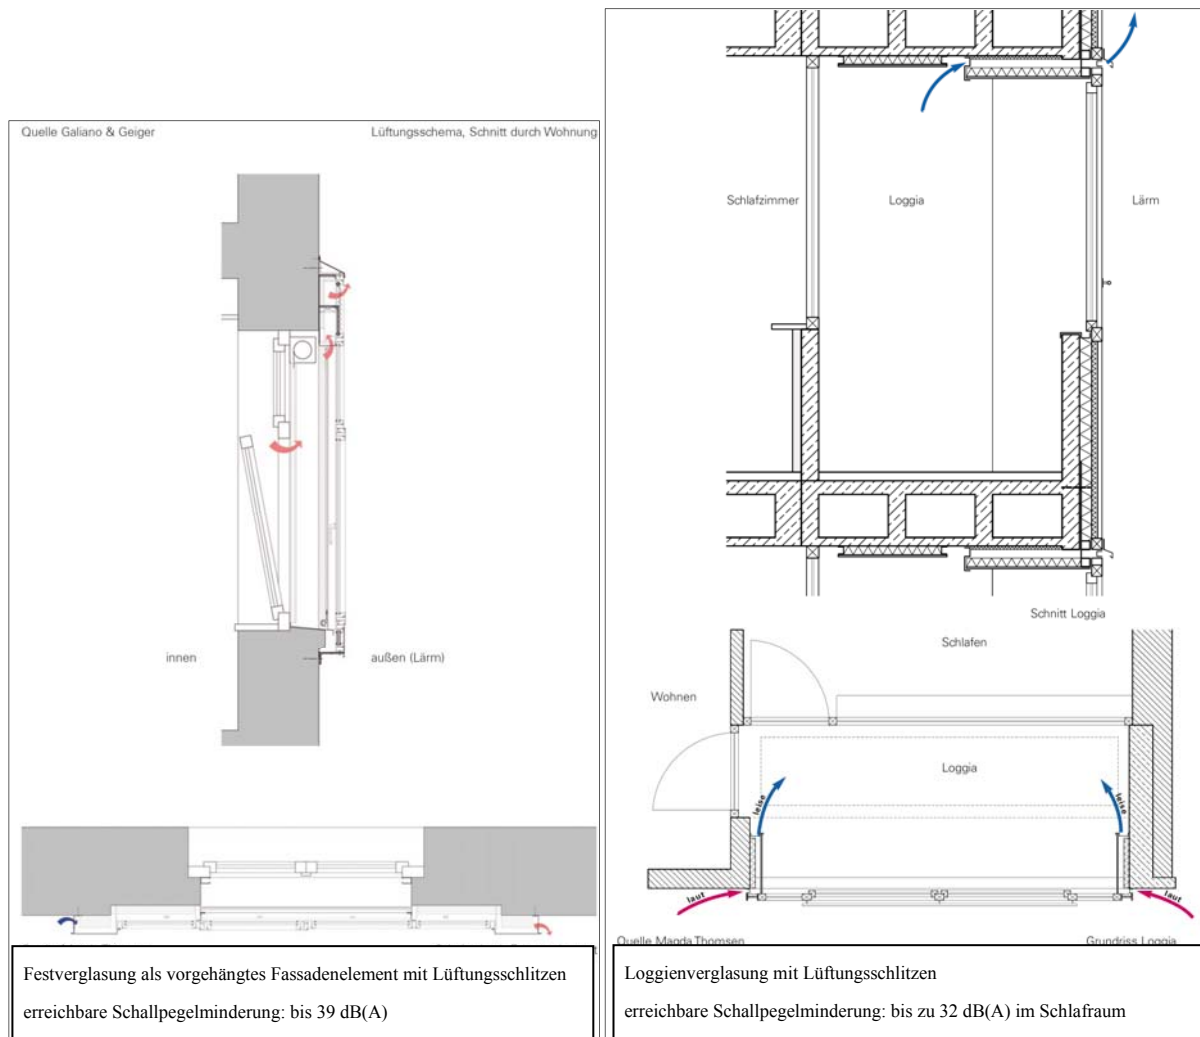 Quelle Galiano & Geiger
Lüftungsschema, Schnitt durch Wohnung
innen
außen (Lärm)
Festverglasung als vorgehängtes Fassadenelement mit Lüftungsschlitzen
erreichbare Schallpegelminderung: bis 39 dB(A)
Schlafzimmer
Loggia
Lärm
Schnitt Loggia
Schlafen
Wohnen
Loggia
leise
leise
laut
laut
Quelle Magda Thomsen
Grundriss Loggia
Loggienverglasung mit Lüftungsschlitzen
erreichbare Schallpegelminderung: bis zu 32 dB(A) im Schlafraum